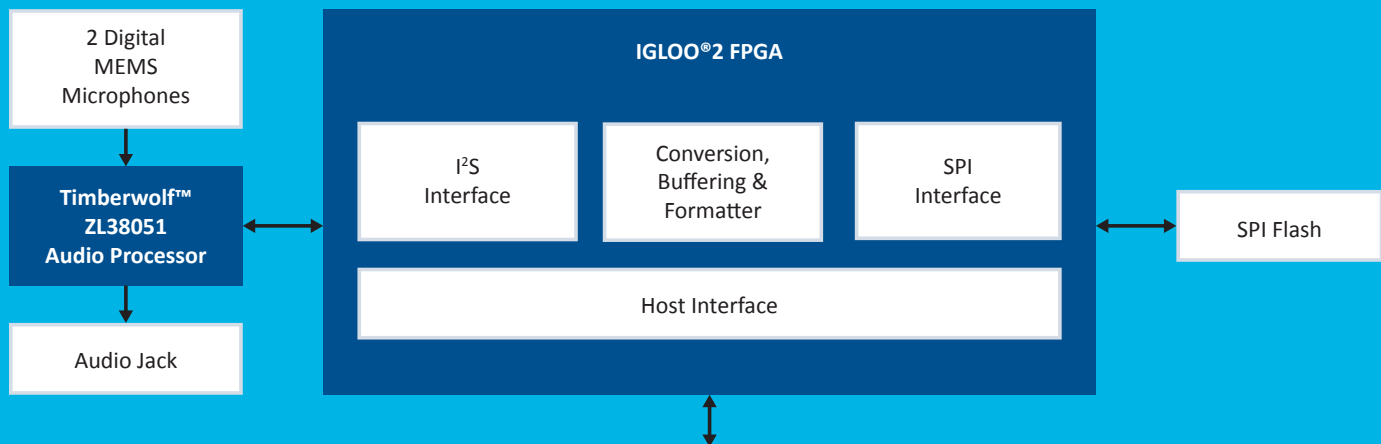 2 Digital
MEMS
Microphones
Timberwolf™
ZL38051
Audio Processor
Audio Jack
IGLOO®2 FPGA
I²S
Interface
Conversion,
Buffering &
Formatter
SPI
Interface
Host Interface
SPI Flash